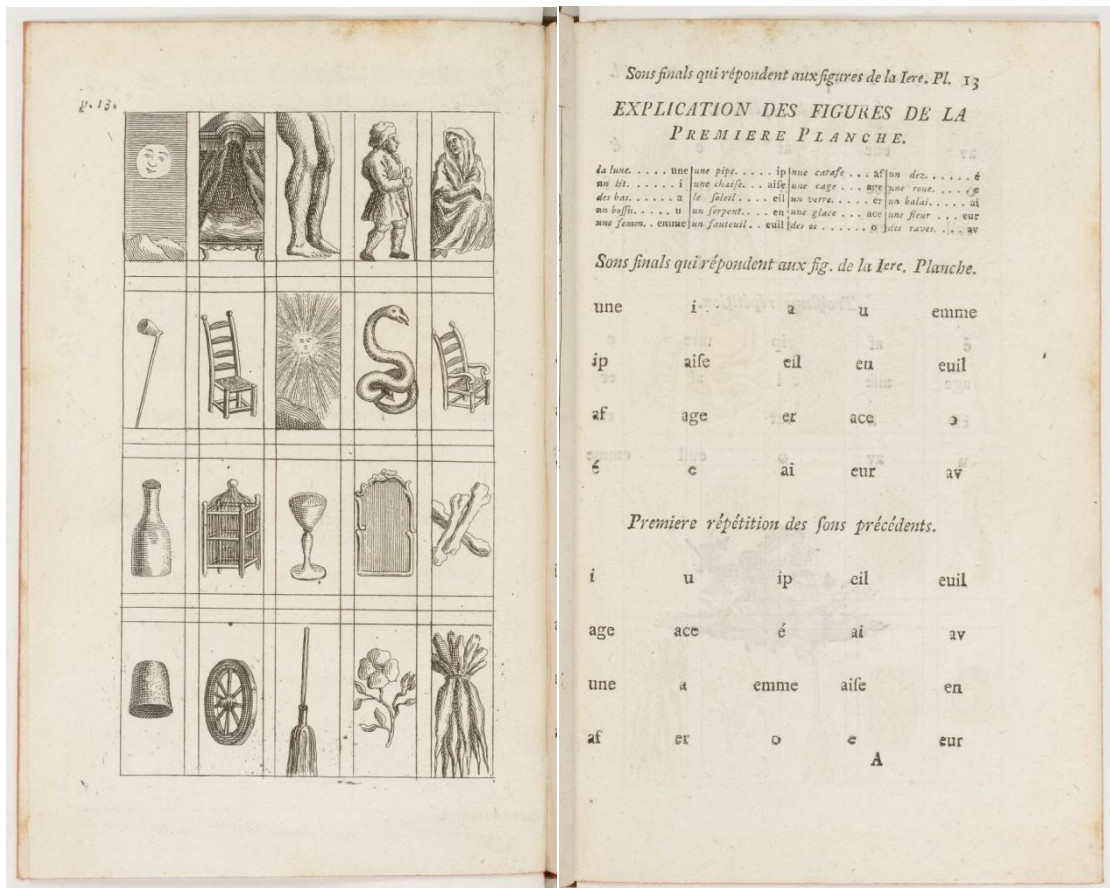 p. 13.
Sons finals qui répondent aux figures de la Iere. Pl. 13
EXPLICATION DES FIGURES DE LA
PREMIERE PLANCHE.
la lune. . . . . une | une pipe. . . . . ip | une carafe . . . af | un dez. . . . . é
un lit. . . . . . i | une chaise. . . aiſe | une cage . . . age | une roue. . . . e
des bas. . . . . . a | le ſoleil . . . . eil | un verre. . . . er | un balai. . . . ai
un boſſu. . . . . u | un ſerpent. . . . en | une glace . . . ace | une fleur . . . eur
une femm. . emme | un fauteuil . . euil | des os . . . . . . o | des raves. . . . av
Sons finals qui répondent aux fig. de la Iere. Planche.
une i a u emme
ip aiſe eil en euil
af age er ace o
é e ai eur av
Premiere répétition des ſons précédents.
i u ip eil euil
age ace é ai av
une a emme aiſe en
af er o e eur
A